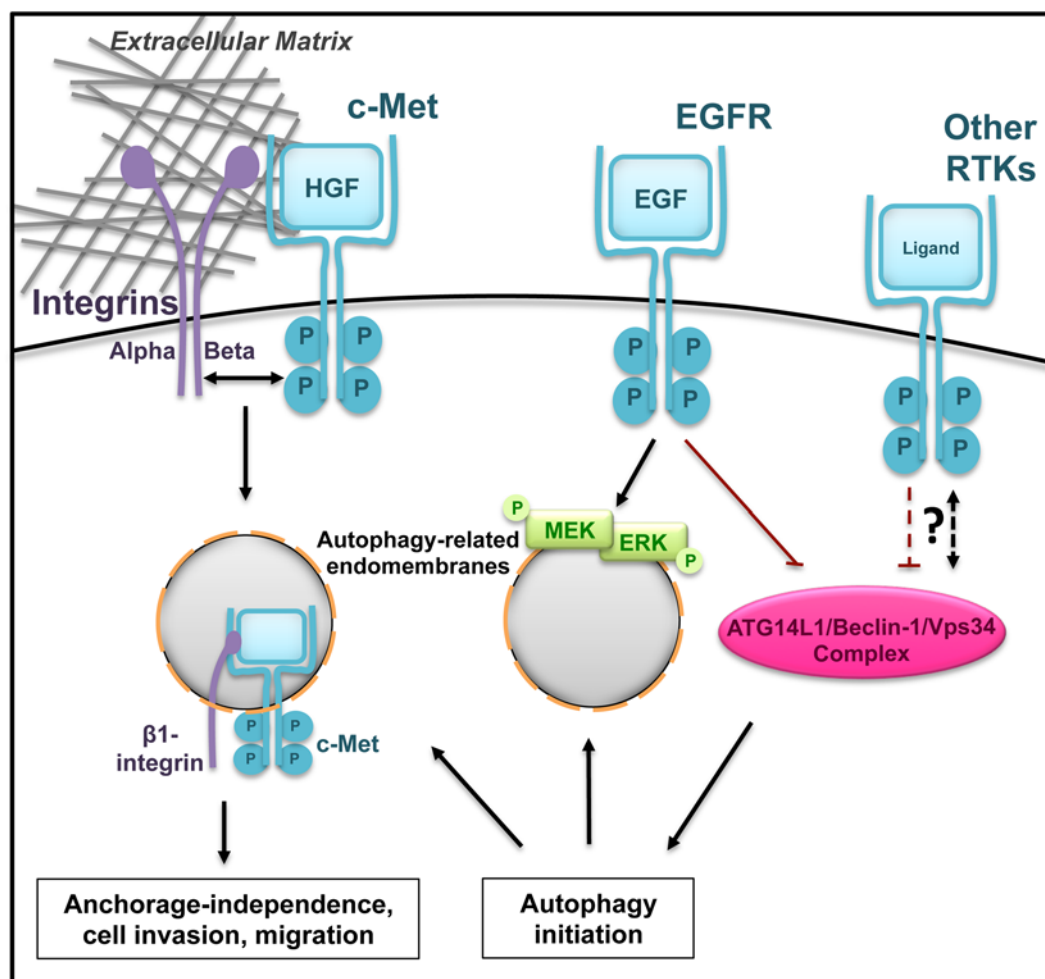 Extracellular Matrix
c-Met
EGFR
Other
RTKs
HGF
EGF
Ligand
Integrins
Alpha
Beta
P
P
P
P
P
P
P
P
P
P
P
P
?
P
MEK
ERK
P
Autophagy-related
endomembranes
ATG14L1/Beclin-1/Vps34
Complex
β1-
integrin
P
P
P
P
c-Met
Anchorage-independence,
cell invasion, migration
Autophagy
initiation